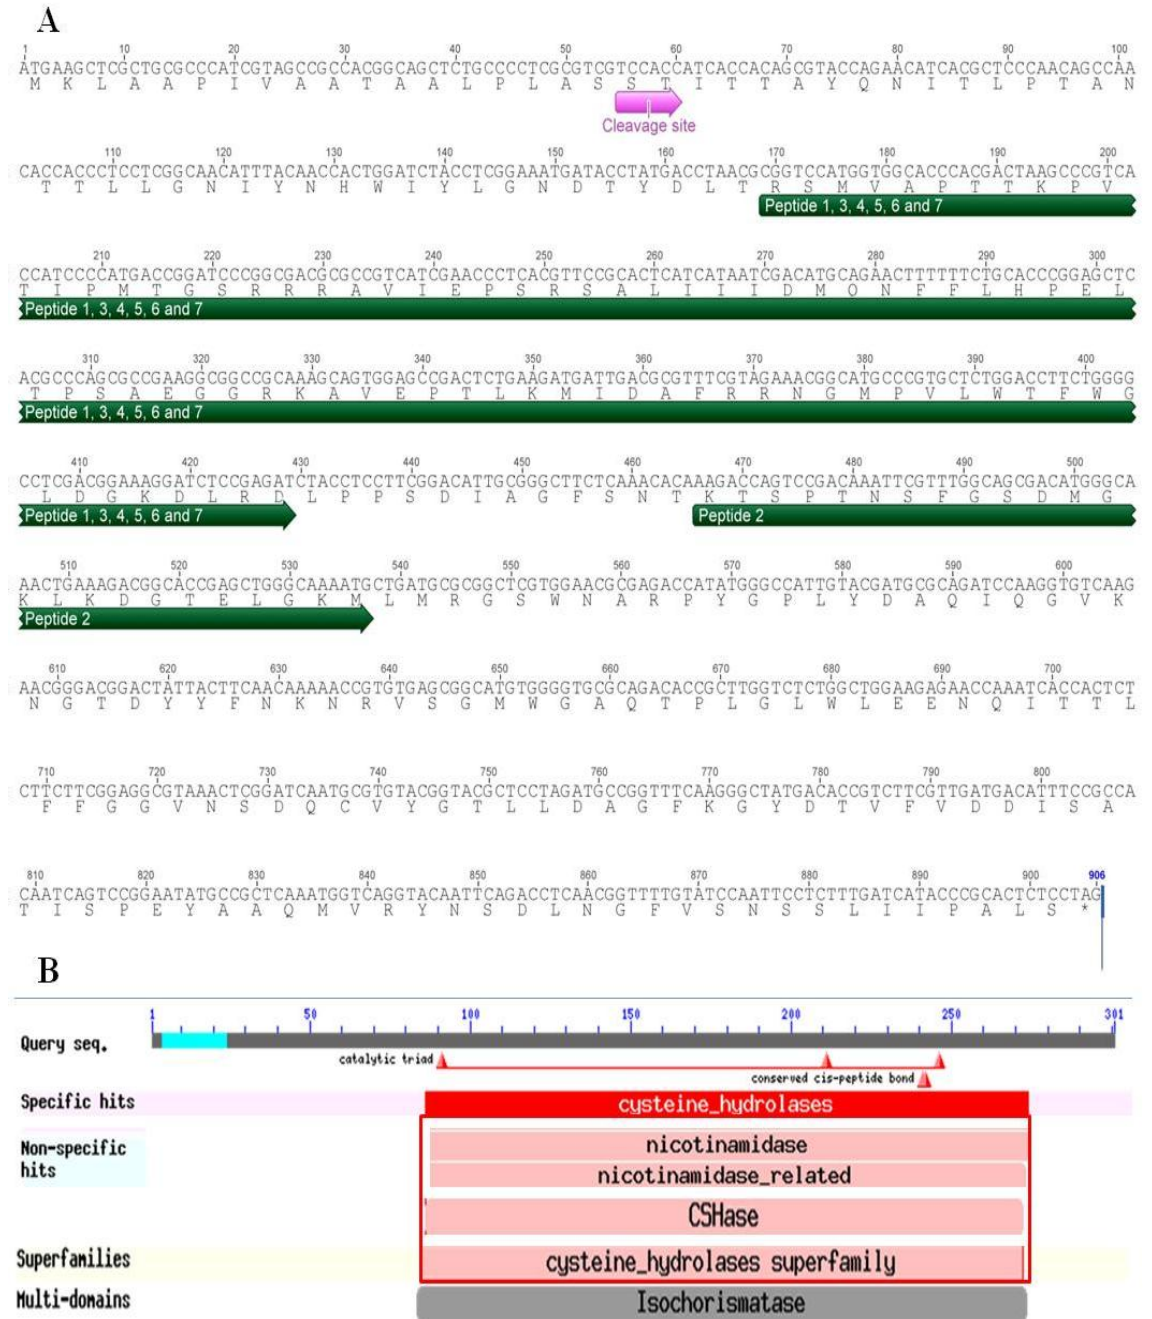 A
1 10 20 30 40 50 60 70 80 90 100
ATGAAGCTCGCTGCGCCCATCGTAGCCGCCACGGCAGCTCTGCCCCTCGCGTCGTCCACCATCACCACAGCGTACCAGAACATCACGCTCCCAACAGCCAA
M K L A A P I V A A T A A L P L A S S T I T T A Y Q N I T L P T A N
Cleavage site
110 120 130 140 150 160 170 180 190 200
CACCACCCTCCTCGGCAACATTTACAACCACTGGATCTACCTCGGAAATGATACCTATGACCTAACGCGGTCCATGGTGGCACCCACGACTAAGCCCGTCA
T T L L G N I Y N H W I Y L G N D T Y D L T R S M V A P T T K P V
Peptide 1, 3, 4, 5, 6 and 7
210 220 230 240 250 260 270 280 290 300
CCATCCCCATGACCGGATCCCGGCGACGCGCCGTCATCGAACCCTCACGTTCCGCACTCATCATAATCGACATGCAGAACTTTTTTCTGCACCCGGAGCTC
T I P M T G S R R R A V I E P S R S A L I I I D M Q N F F L H P E L
Peptide 1, 3, 4, 5, 6 and 7
310 320 330 340 350 360 370 380 390 400
ACGCCCAGCGCCGAAGGCGGCCGCAAAGCAGTGGAGCCGACTCTGAAGATGATTGACGCGTTTCGTAGAAACGGCATGCCCGTGCTCTGGACCTTCTGGGG
T P S A E G G R K A V E P T L K M I D A F R R N G M P V L W T F W G
Peptide 1, 3, 4, 5, 6 and 7
410 420 430 440 450 460 470 480 490 500
CCTCGACGGAAAGGATCTCCGAGATCTACCTCCTTCGGACATTGCGGGCTTCTCAAACACAAAGACCAGTCCGACAAATTCGTTTGGCAGCGACATGGGCA
L D G K D L R D L P P S D I A G F S N T K T S P T N S F G S D M G
Peptide 1, 3, 4, 5, 6 and 7 Peptide 2
510 520 530 540 550 560 570 580 590 600
AACTGAAAGACGGCACCGAGCTGGGCAAAATGCTGATGCGCGGCTCGTGGAACGCGAGACCATATGGGCCATTGTACGATGCGCAGATCCAAGGTGTCAAG
K L K D G T E L G K M L M R G S W N A R P Y G P L Y D A Q I Q G V K
Peptide 2
610 620 630 640 650 660 670 680 690 700
AACGGGACGGACTATTACTTCAACAAAAACCGTGTGAGCGGCATGTGGGGTGCGCAGACACCGCTTGGTCTCTGGCTGGAAGAGAACCAAATCACCACTCT
N G T D Y Y F N K N R V S G M W G A Q T P L G L W L E E N Q I T T L
710 720 730 740 750 760 770 780 790 800
CTTCTTCGGAGGCGTAAACTCGGATCAATGCGTGTACGGTACGCTCCTAGATGCCGGTTTCAAGGGCTATGACACCGTCTTCGTTGATGACATTTCCGCCA
F F G G V N S D Q C V Y G T L L D A G F K G Y D T V F V D D I S A
810 820 830 840 850 860 870 880 890 900 906
CAATCAGTCCGGAATATGCCGCTCAAATGGTCAGGTACAATTCAGACCTCAACGGTTTTGTATCCAATTCCTCTTTGATCATACCCGCACTCTCCTAG
T I S P E Y A A Q M V R Y N S D L N G F V S N S S L I I P A L S *
B
1 50 100 150 200 250 301
Query seq.
catalytic triad
conserved cis-peptide bond
Specific hits
cysteine_hydrolases
Non-specific
hits
nicotinamidase
nicotinamidase_related
CSHase
Superfamilies
cysteine_hydrolases superfamily
Multi-domains
Isochorismatase